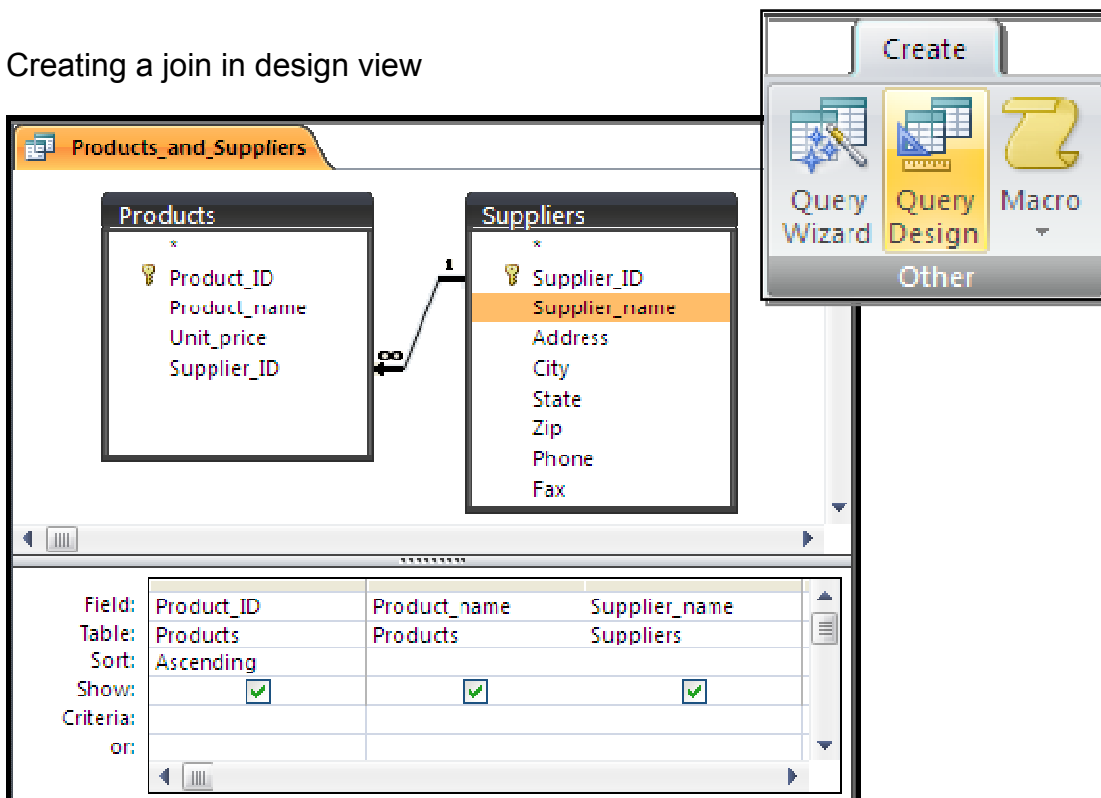 Creating a join in design view
Create
Query Wizard
Query Design
Macro
Other
Products_and_Suppliers
Products
*
Product_ID
Product_name
Unit_price
Supplier_ID
1
∞
Suppliers
*
Supplier_ID
Supplier_name
Address
City
State
Zip
Phone
Fax
Field: Product_ID Product_name Supplier_name
Table: Products Products Suppliers
Sort: Ascending
Show:
Criteria:
or: